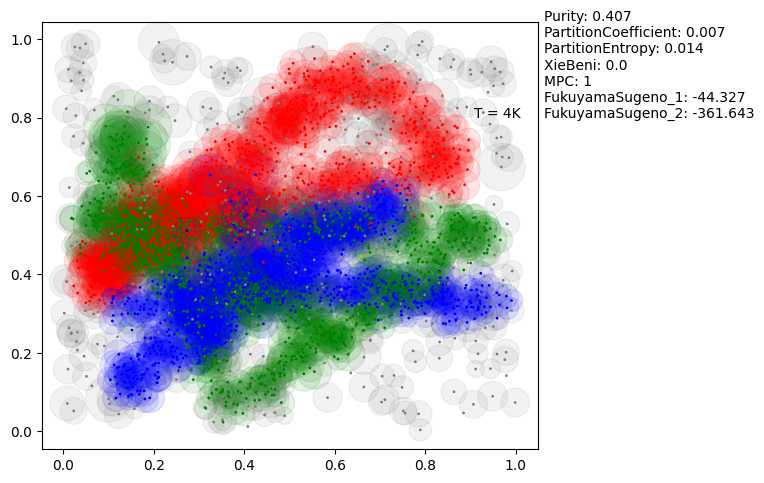 Purity: 0.407
PartitionCoefficient: 0.007
PartitionEntropy: 0.014
XieBeni: 0.0
MPC: 1
FukuyamaSugeno_1: -44.327
FukuyamaSugeno_2: -361.643
T = 4K
1.0
0.8
0.6
0.4
0.2
0.0
0.0 0.2 0.4 0.6 0.8 1.0